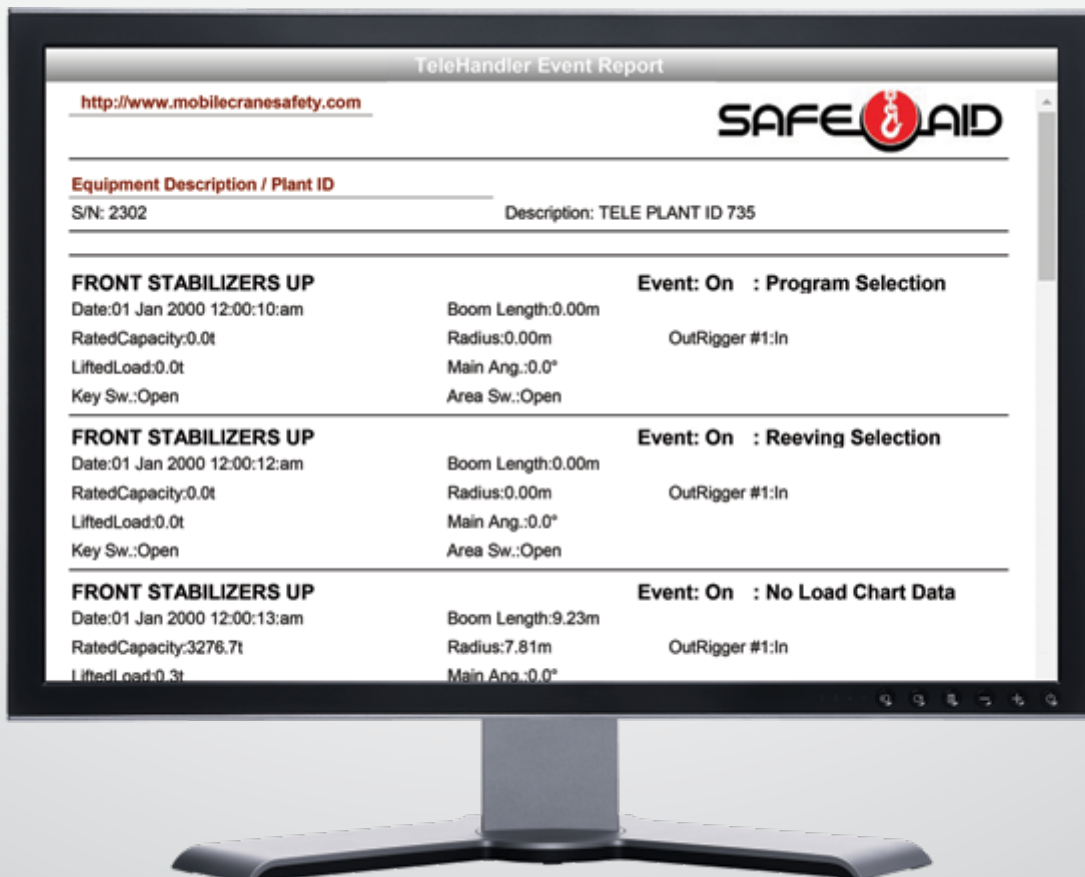 TeleHandler Event Report
http://www.mobilecranesafety.com
SAFE AID
Equipment Description / Plant ID
S/N: 2302 Description: TELE PLANT ID 735
FRONT STABILIZERS UP Event: On : Program Selection
Date:01 Jan 2000 12:00:10:am Boom Length:0.00m
RatedCapacity:0.0t Radius:0.00m OutRigger #1:In
LiftedLoad:0.0t Main Ang.:0.0°
Key Sw.:Open Area Sw.:Open
FRONT STABILIZERS UP Event: On : Reeving Selection
Date:01 Jan 2000 12:00:12:am Boom Length:0.00m
RatedCapacity:0.0t Radius:0.00m OutRigger #1:In
LiftedLoad:0.0t Main Ang.:0.0°
Key Sw.:Open Area Sw.:Open
FRONT STABILIZERS UP Event: On : No Load Chart Data
Date:01 Jan 2000 12:00:13:am Boom Length:9.23m
RatedCapacity:3276.7t Radius:7.81m OutRigger #1:In
LiftedLoad:0.3t Main Ang.:0.0°